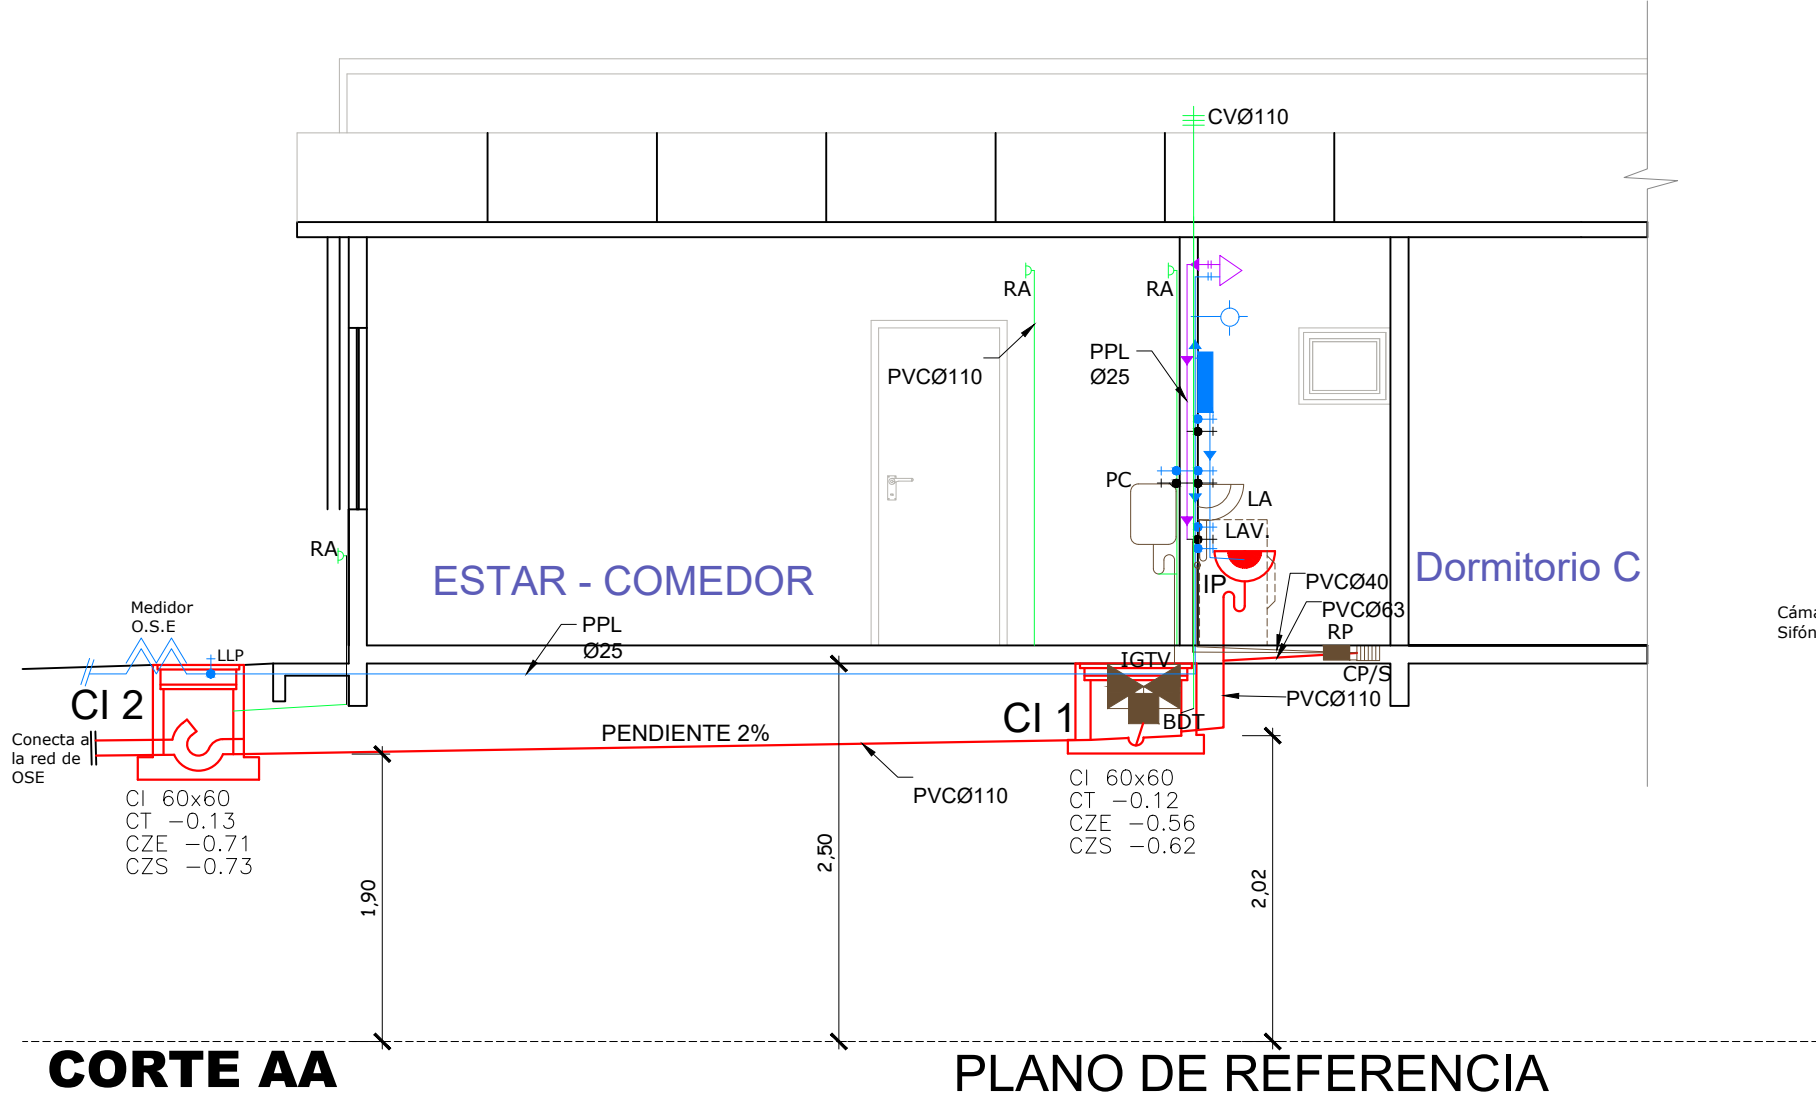 CVØ110
RA
RA
PVCØ110
PPL
Ø25
PC
LA
LAV.
RA
ESTAR - COMEDOR
IP
Dormitorio C
PVCØ40
PVCØ63
RP
Medidor
O.S.E
LLP
PPL
Ø25
IGTV
CP/S
PVCØ110
CI 2
CI 1
BDT
Conecta a
la red de
OSE
PENDIENTE 2%
PVCØ110
CI 60x60
CT -0.13
CZE -0.71
CZS -0.73
CI 60x60
CT -0.12
CZE -0.56
CZS -0.62
1,90
2,50
2,02
Sifón
CORTE AA
PLANO DE REFERENCIA